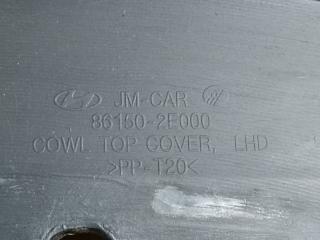 JM-CAR
86150-2E000
COWL TOP COVER, LHD
>PP-T20<